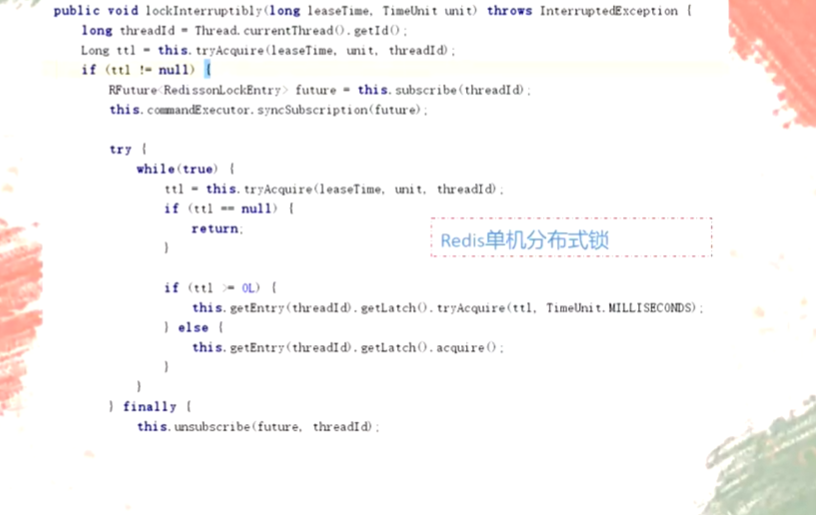 public void lockInterruptibly(long leaseTime, TimeUnit unit) throws InterruptedException {
long threadId = Thread.currentThread().getId();
Long ttl = this.tryAcquire(leaseTime, unit, threadId);
if (ttl != null) {
RFuture<RedissonLockEntry> future = this.subscribe(threadId);
this.commandExecutor.syncSubscription(future);
try {
while(true) {
ttl = this.tryAcquire(leaseTime, unit, threadId);
if (ttl == null) {
return;
}
Redis单机分布式锁
if (ttl >= 0L) {
this.getEntry(threadId).getLatch().tryAcquire(ttl, TimeUnit.MILLISECONDS);
} else {
this.getEntry(threadId).getLatch().acquire();
}
}
} finally {
this.unsubscribe(future, threadId);